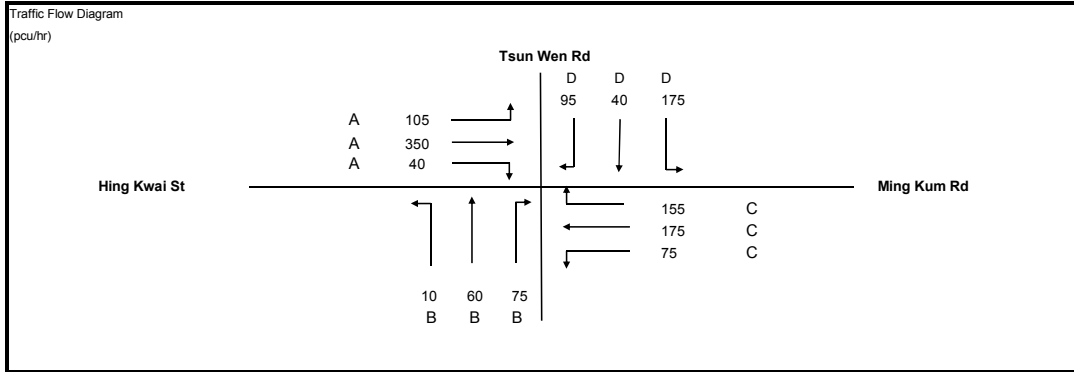 Traffic Flow Diagram
(pcu/hr)
Tsun Wen Rd
D D D
95 40 175
A 105
A 350
A 40
Hing Kwai St
Ming Kum Rd
155 C
175 C
75 C
10 60 75
B B B